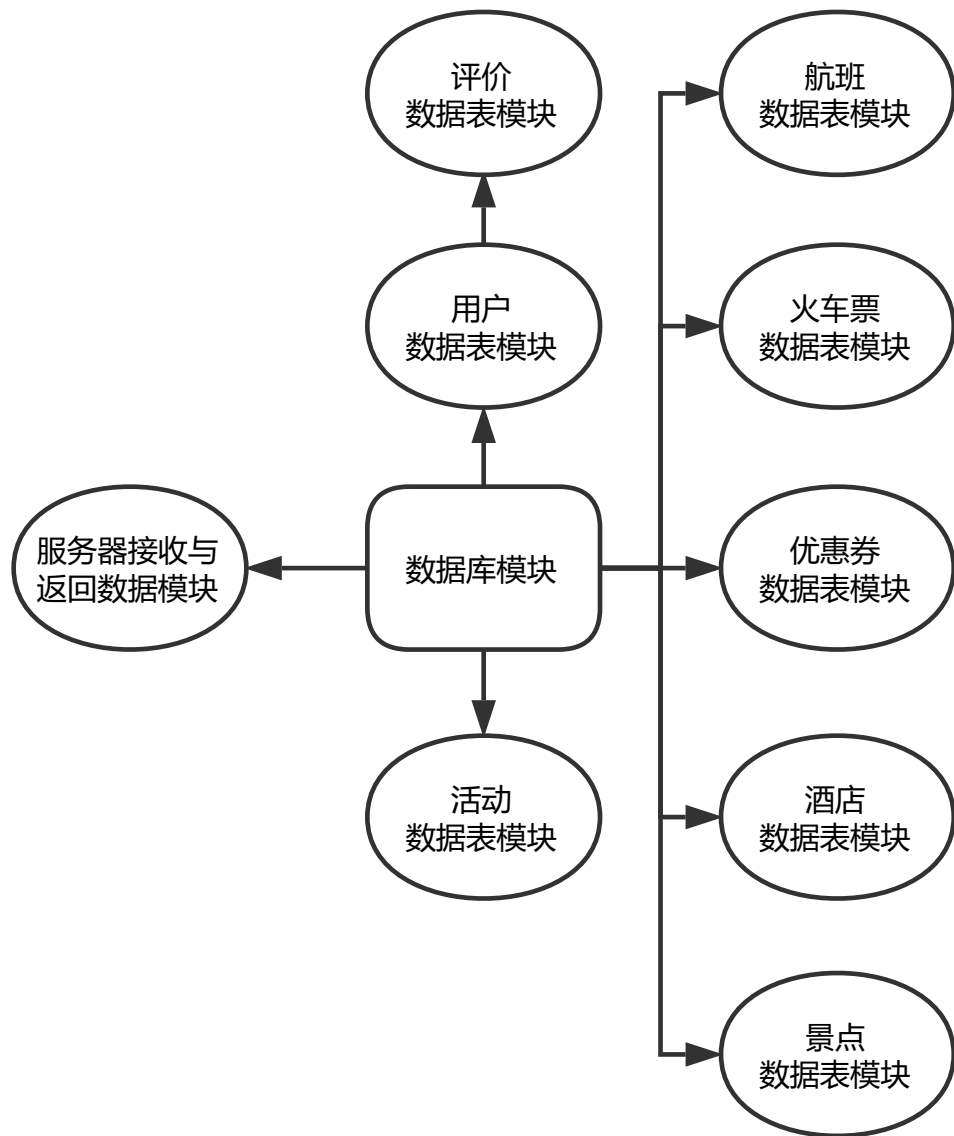 评价
数据表模块
航班
数据表模块
用户
数据表模块
火车票
数据表模块
服务器接收与
返回数据模块
数据库模块
优惠券
数据表模块
活动
数据表模块
酒店
数据表模块
景点
数据表模块